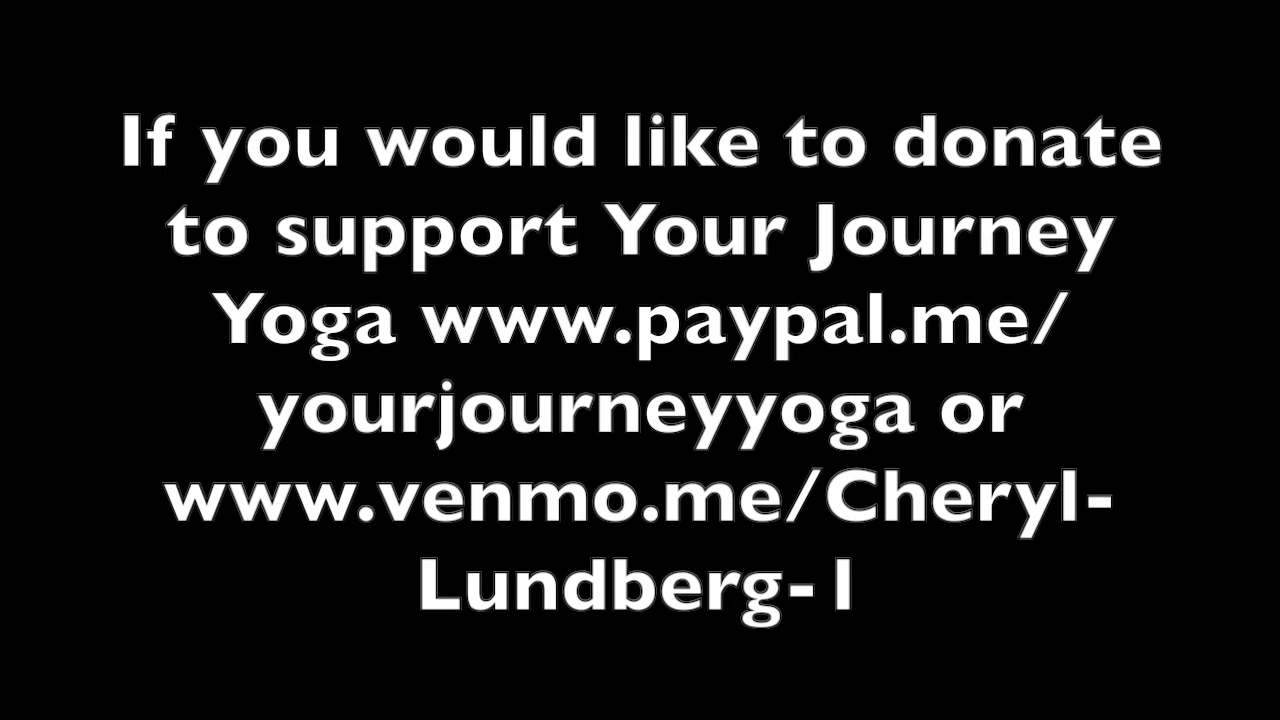 If you would like to donate
to support Your Journey
Yoga www.paypal.me/
yourjourneyyoga or
www.venmo.me/Cheryl-
Lundberg-1